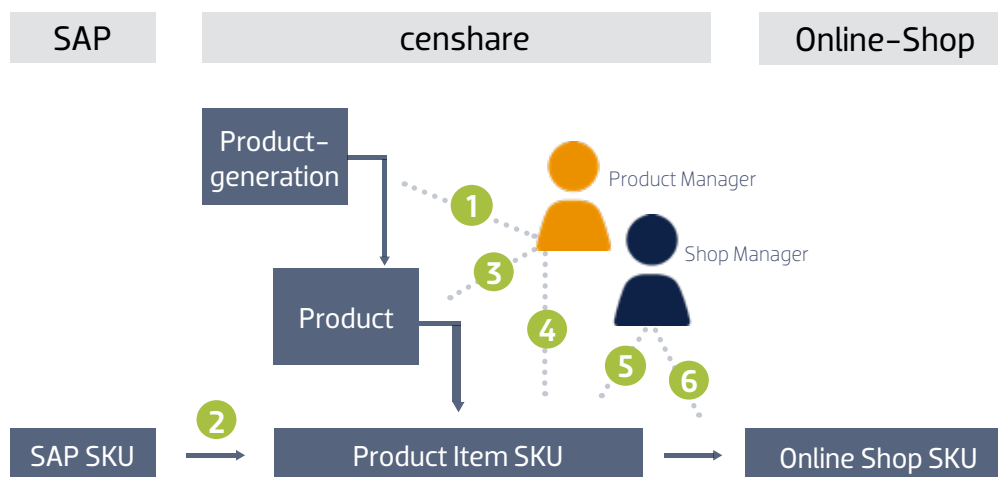 SAP
censhare
Online-Shop
Product-
generation
Product Manager
1
Shop Manager
3
Product
4
5
6
2
SAP SKU
Product Item SKU
Online Shop SKU